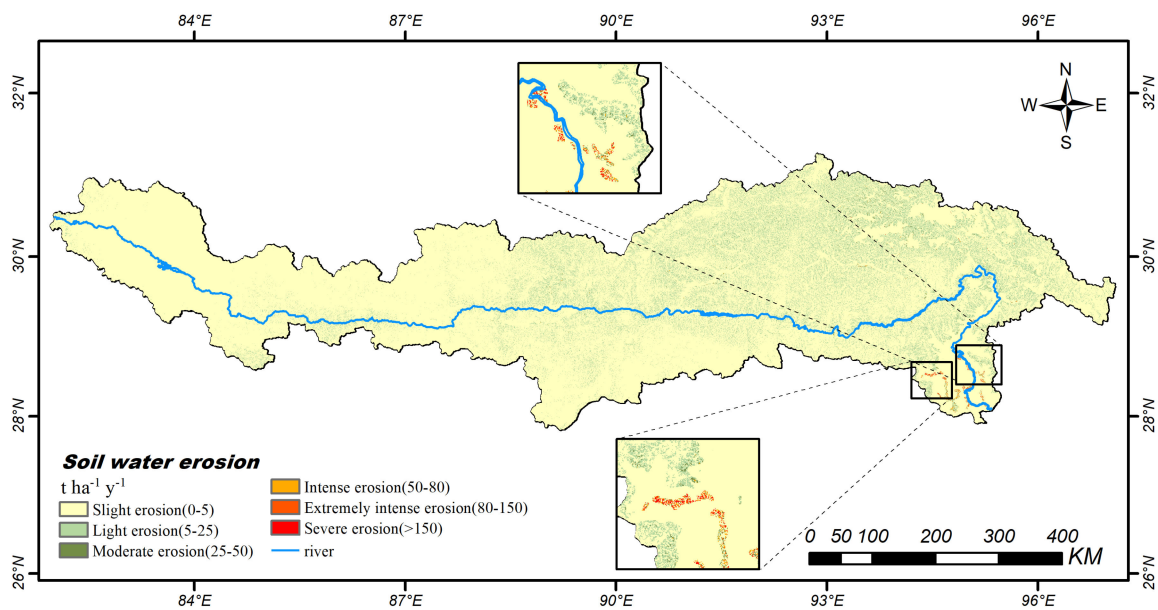 84°E 87°E 90°E 93°E 96°E
32°N 32°N
N
W E
S
30°N 30°N
28°N 28°N
Soil water erosion
t ha-1 y-1
Slight erosion(0-5)
Light erosion(5-25)
Moderate erosion(25-50)
Intense erosion(50-80)
Extremely intense erosion(80-150)
Severe erosion(>150)
river
0 50 100 200 300 400
KM
26°N 26°N
84°E 87°E 90°E 93°E 96°E